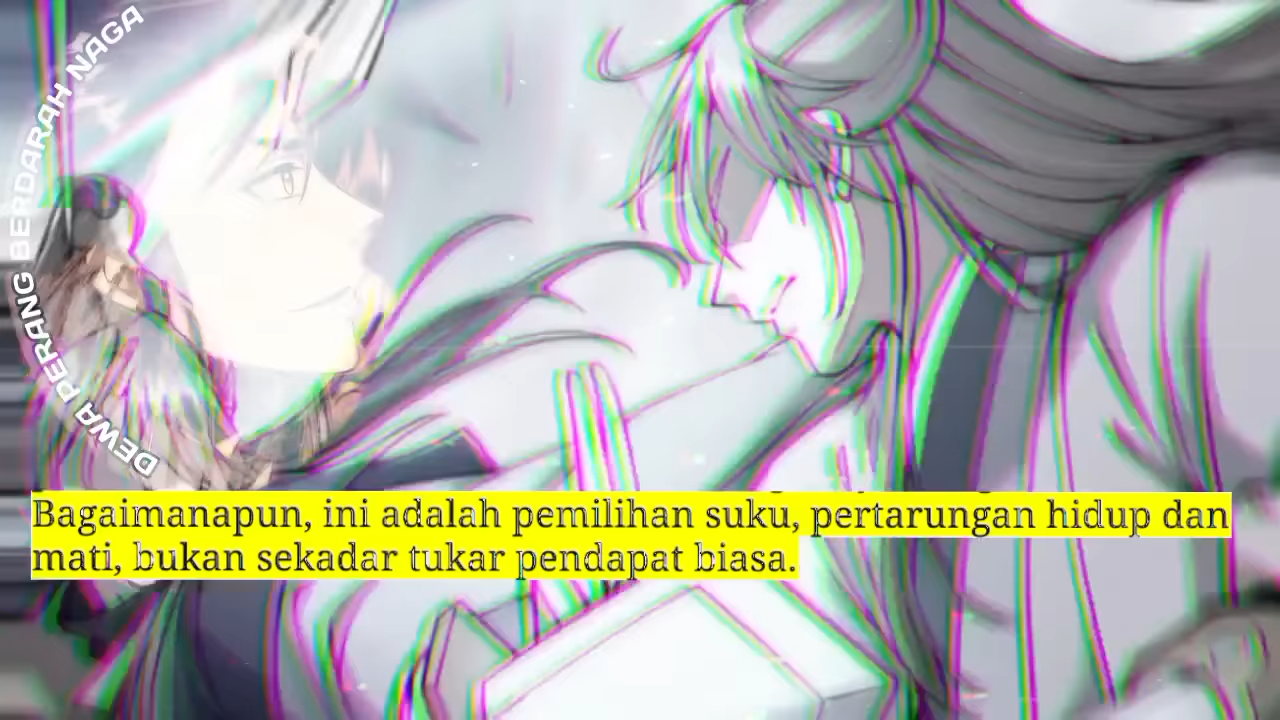 DEWA PERANG BERDARAH NAGA
Bagaimanapun, ini adalah pemilihan suku, pertarungan hidup dan
mati, bukan sekadar tukar pendapat biasa.